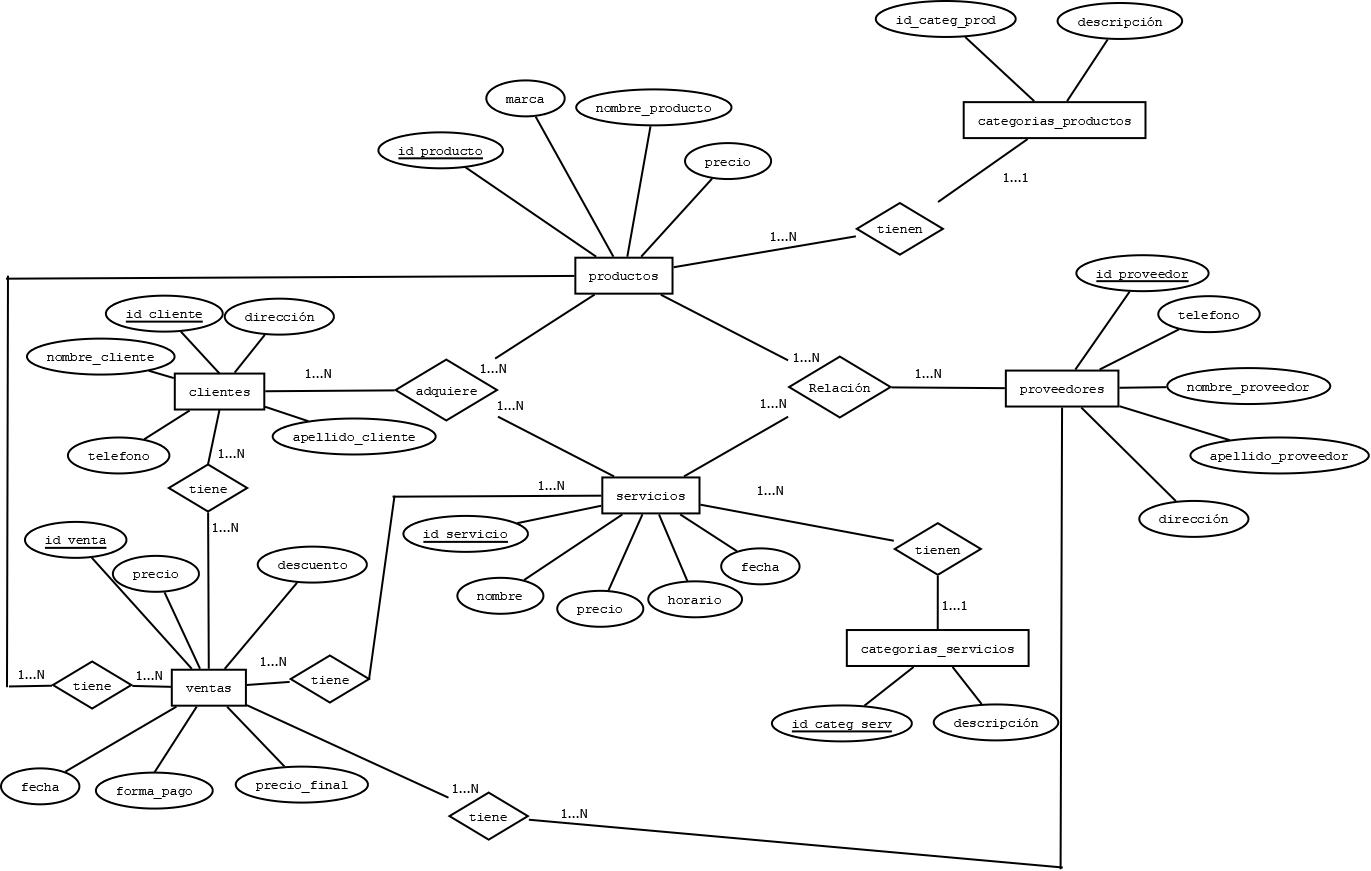 id_categ_prod
descripción
marca
nombre_producto
categorias_productos
id_producto
precio
1...1
tienen
1...N
productos
id_proveedor
id_cliente
dirección
telefono
nombre_cliente
1...N
1...N
1...N
1...N
nombre_proveedor
clientes
adquiere
Relación
proveedores
1...N
1...N
apellido_cliente
telefono
1...N
apellido_proveedor
tiene
1...N
1...N
servicios
1...N
dirección
id_venta
id_servicio
tienen
precio
descuento
fecha
nombre
precio
horario
1...1
categorias_servicios
1...N
1...N
1...N
tiene
ventas
tiene
id_categ_serv
descripción
fecha
forma_pago
precio_final
1...N
tiene
1...N